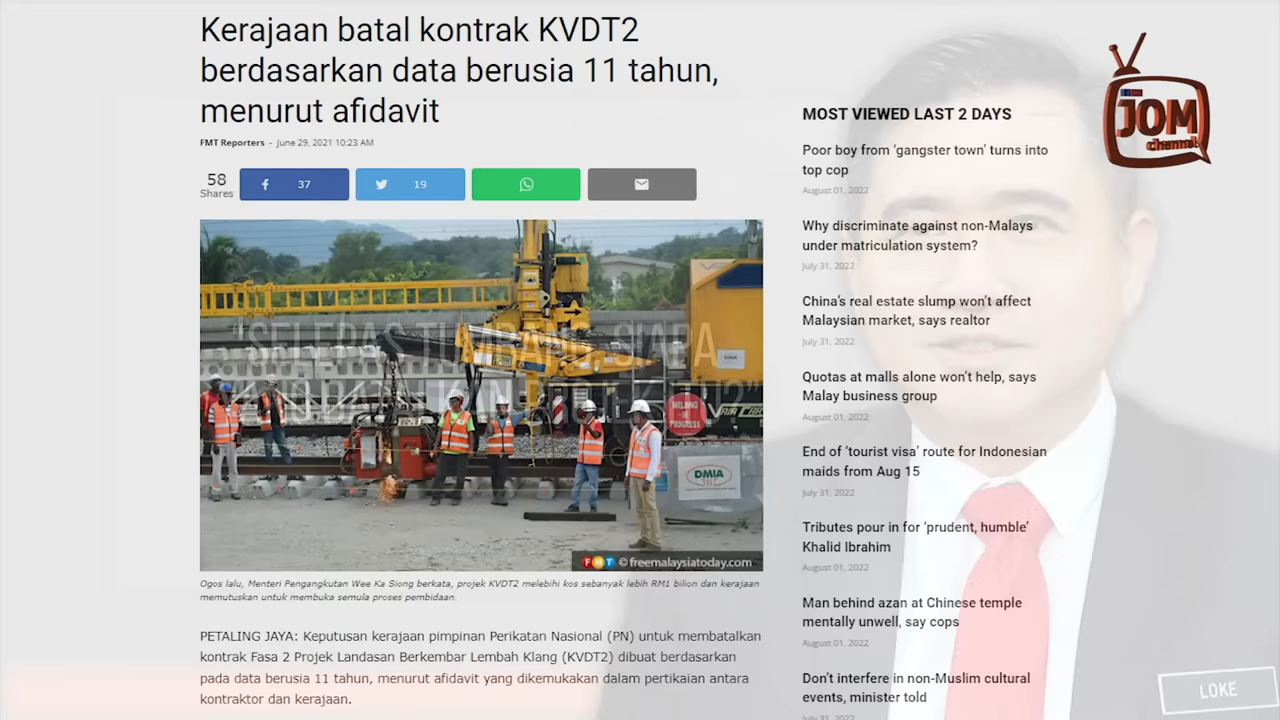 Kerajaan batal kontrak KVDT2
berdasarkan data berusia 11 tahun,
menurut afidavit
FMT Reporters - June 29, 2021 10:23 AM
58
Shares
37
19
"SELEPAS TUMBANG, SIAPA
WELDING
IN
PROGRESS
DMIA
FMT © freemalaysiatoday.com
Ogos lalu, Menteri Pengangkutan Wee Ka Siong berkata, projek KVDT2 melebihi kos sebanyak lebih RM1 bilion dan kerajaan
memutuskan untuk membuka semula proses pembidaan.
PETALING JAYA: Keputusan kerajaan pimpinan Perikatan Nasional (PN) untuk membatalkan
kontrak Fasa 2 Projek Landasan Berkembar Lembah Klang (KVDT2) dibuat berdasarkan
pada data berusia 11 tahun, menurut afidavit yang dikemukakan dalam pertikaian antara
kontraktor dan kerajaan.
MOST VIEWED LAST 2 DAYS
Poor boy from ‘gangster town’ turns into
top cop
August 01, 2022
Why discriminate against non-Malays
under matriculation system?
July 31, 2022
China’s real estate slump won’t affect
Malaysian market, says realtor
July 31, 2022
Quotas at malls alone won’t help, says
Malay business group
August 01, 2022
End of ‘tourist visa’ route for Indonesian
maids from Aug 15
July 31, 2022
Tributes pour in for ‘prudent, humble’
Khalid Ibrahim
August 01, 2022
Man behind azan at Chinese temple
mentally unwell, say cops
August 01, 2022
Don’t interfere in non-Muslim cultural
events, minister told
July 31, 2022
JOM
channel
LOKE